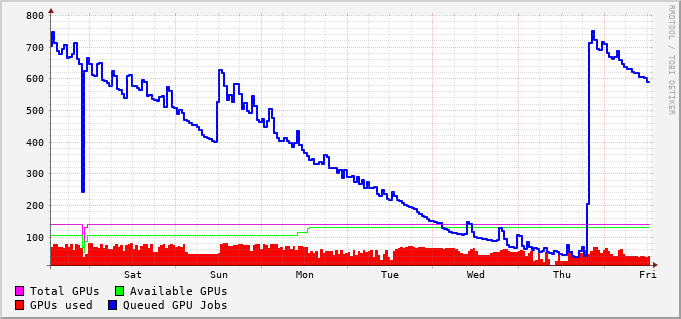 800
700
600
500
400
300
200
100
Sat Sun Mon Tue Wed Thu Fri
Total GPUs Available GPUs
GPUs used Queued GPU Jobs
RRDTOOL / TOBI OETIKER